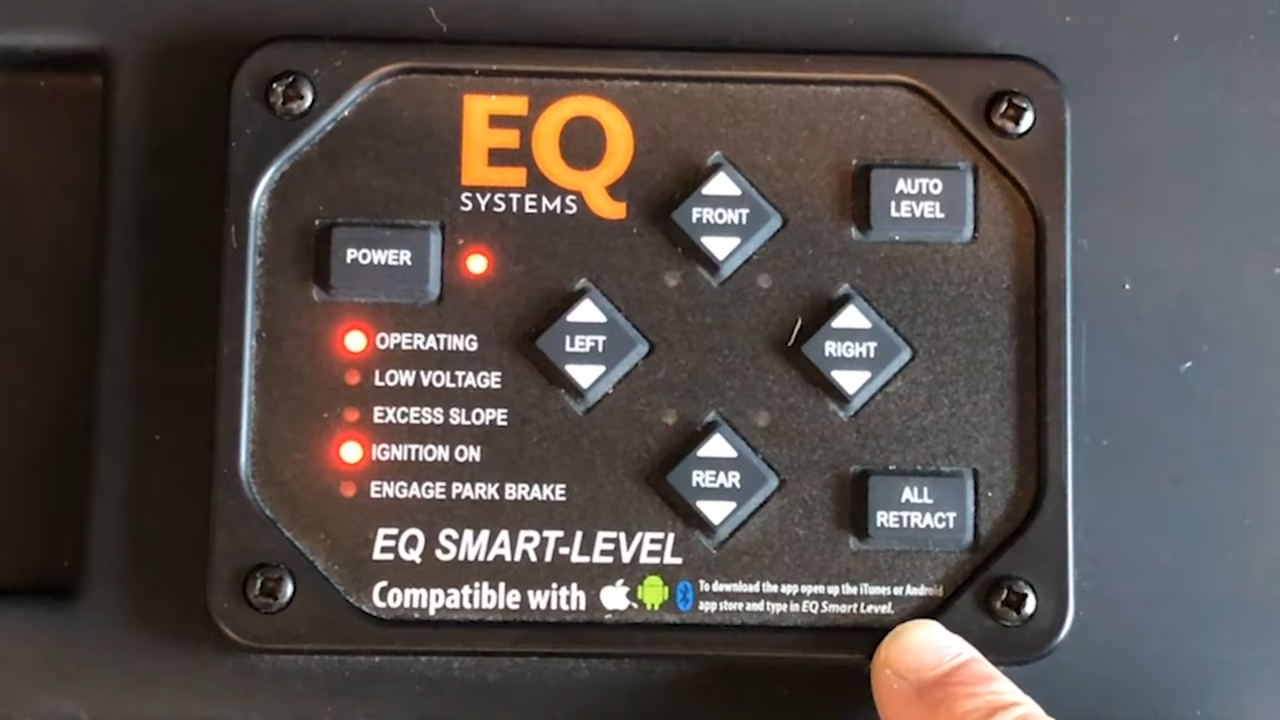 EQ
SYSTEMS
FRONT
AUTO
LEVEL
POWER
LEFT
RIGHT
OPERATING
LOW VOLTAGE
EXCESS SLOPE
IGNITION ON
ENGAGE PARK BRAKE
REAR
ALL
RETRACT
EQ SMART-LEVEL
Compatible with
To download the app open up the iTunes or Android
app store and type in EQ Smart Level.